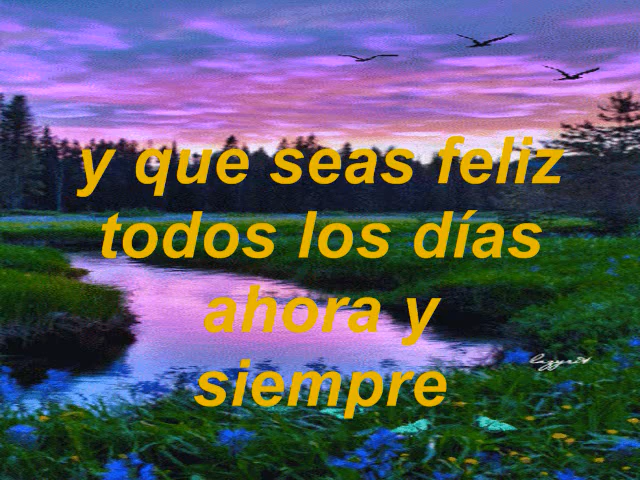 y que seas feliz
todos los días
ahora y
siempre